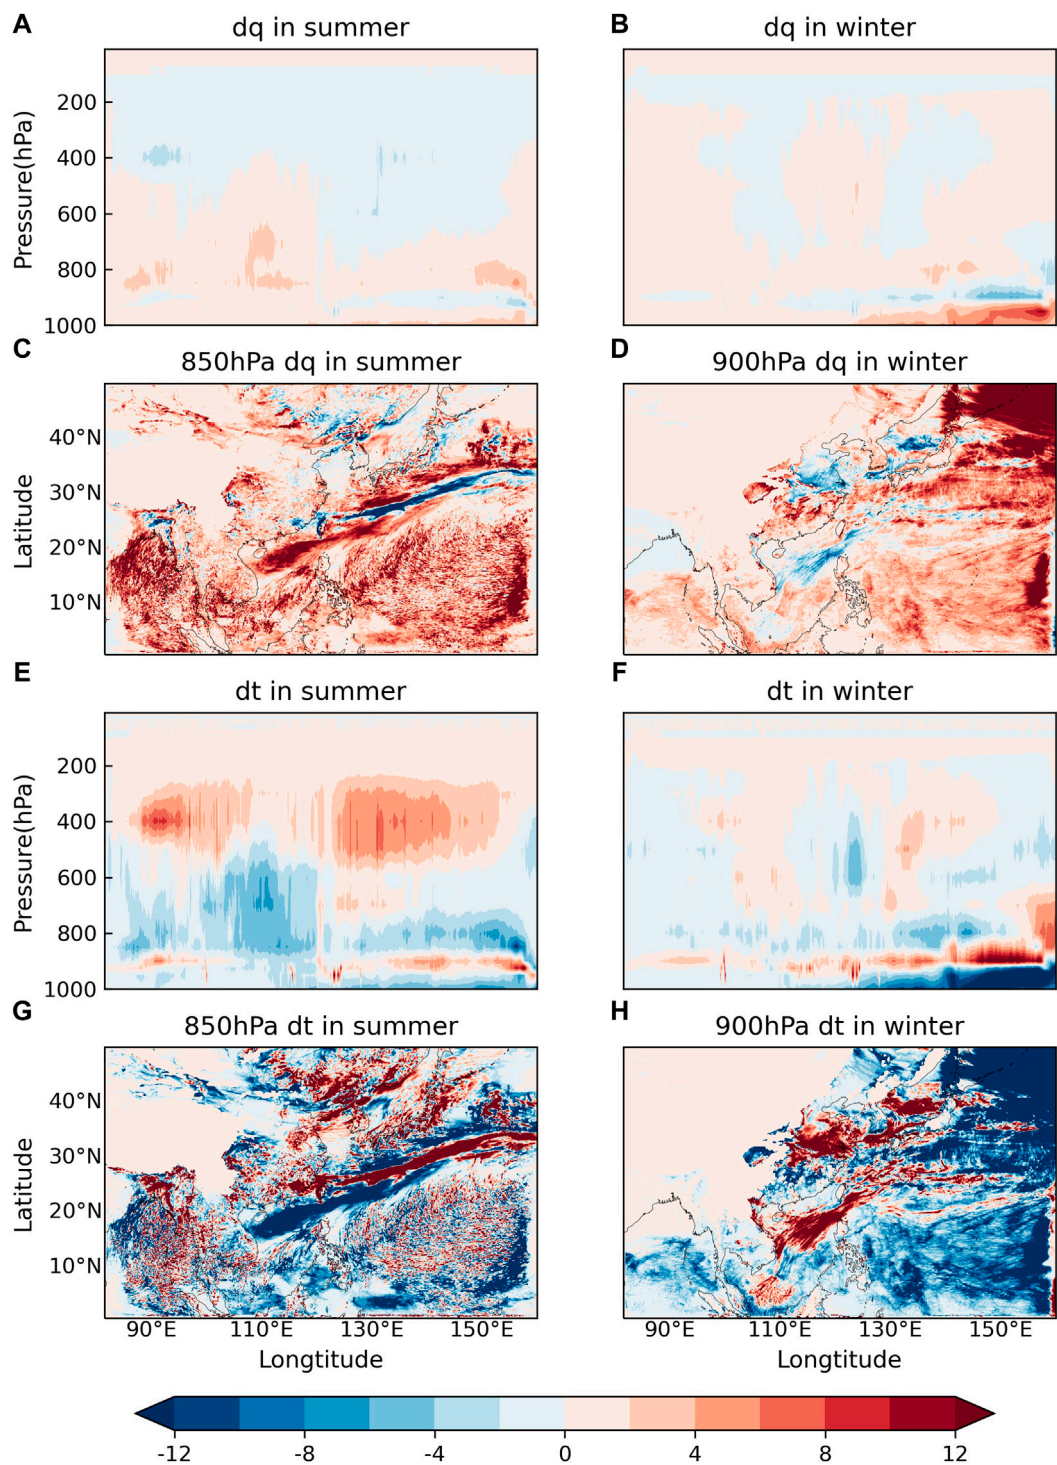 A
dq in summer
B
dq in winter
Pressure(hPa)
200
400
600
800
1000
C
850hPa dq in summer
D
900hPa dq in winter
Latitude
40°N
30°N
20°N
10°N
E
dt in summer
F
dt in winter
Pressure(hPa)
200
400
600
800
1000
G
850hPa dt in summer
H
900hPa dt in winter
Latitude
40°N
30°N
20°N
10°N
90°E 110°E 130°E 150°E
Longtitude
90°E 110°E 130°E 150°E
Longtitude
-12 -8 -4 0 4 8 12